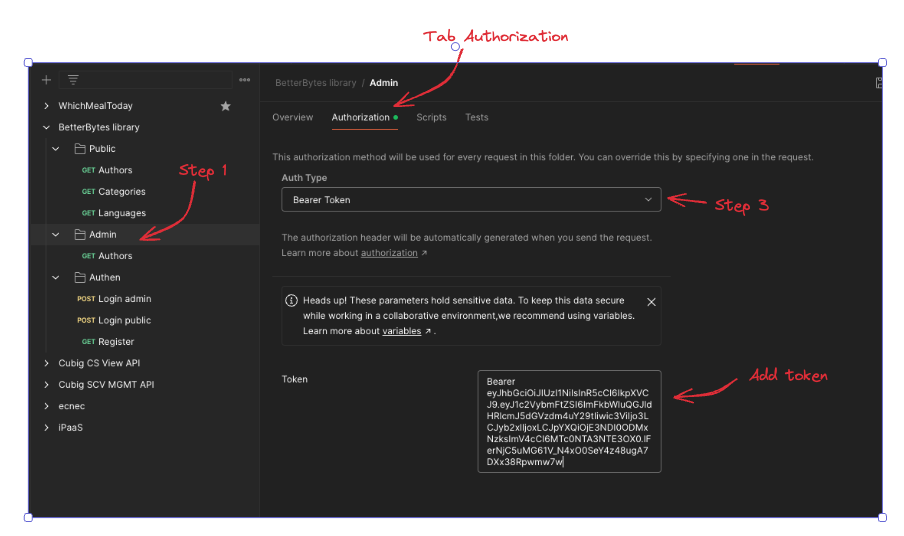 Tab Authorization
BetterBytes library / Admin
WhichMealToday
Overview Authorization Scripts Tests
BetterBytes library
Public
This authorization method will be used for every request in this folder. You can override this by specifying one in the request.
GET Authors
Step 1
Auth Type
GET Categories
Bearer Token
Step 3
GET Languages
Admin
The authorization header will be automatically generated when you send the request.
GET Authors
Learn more about authorization ↗
Authen
POST Login admin
Heads up! These parameters hold sensitive data. To keep this data secure
while working in a collaborative environment,we recommend using variables.
POST Login public
Learn more about variables ↗ .
GET Register
Cubig CS View API
Token
Add token
Cubig SCV MGMT API
Bearer
ecnec
iPaaS